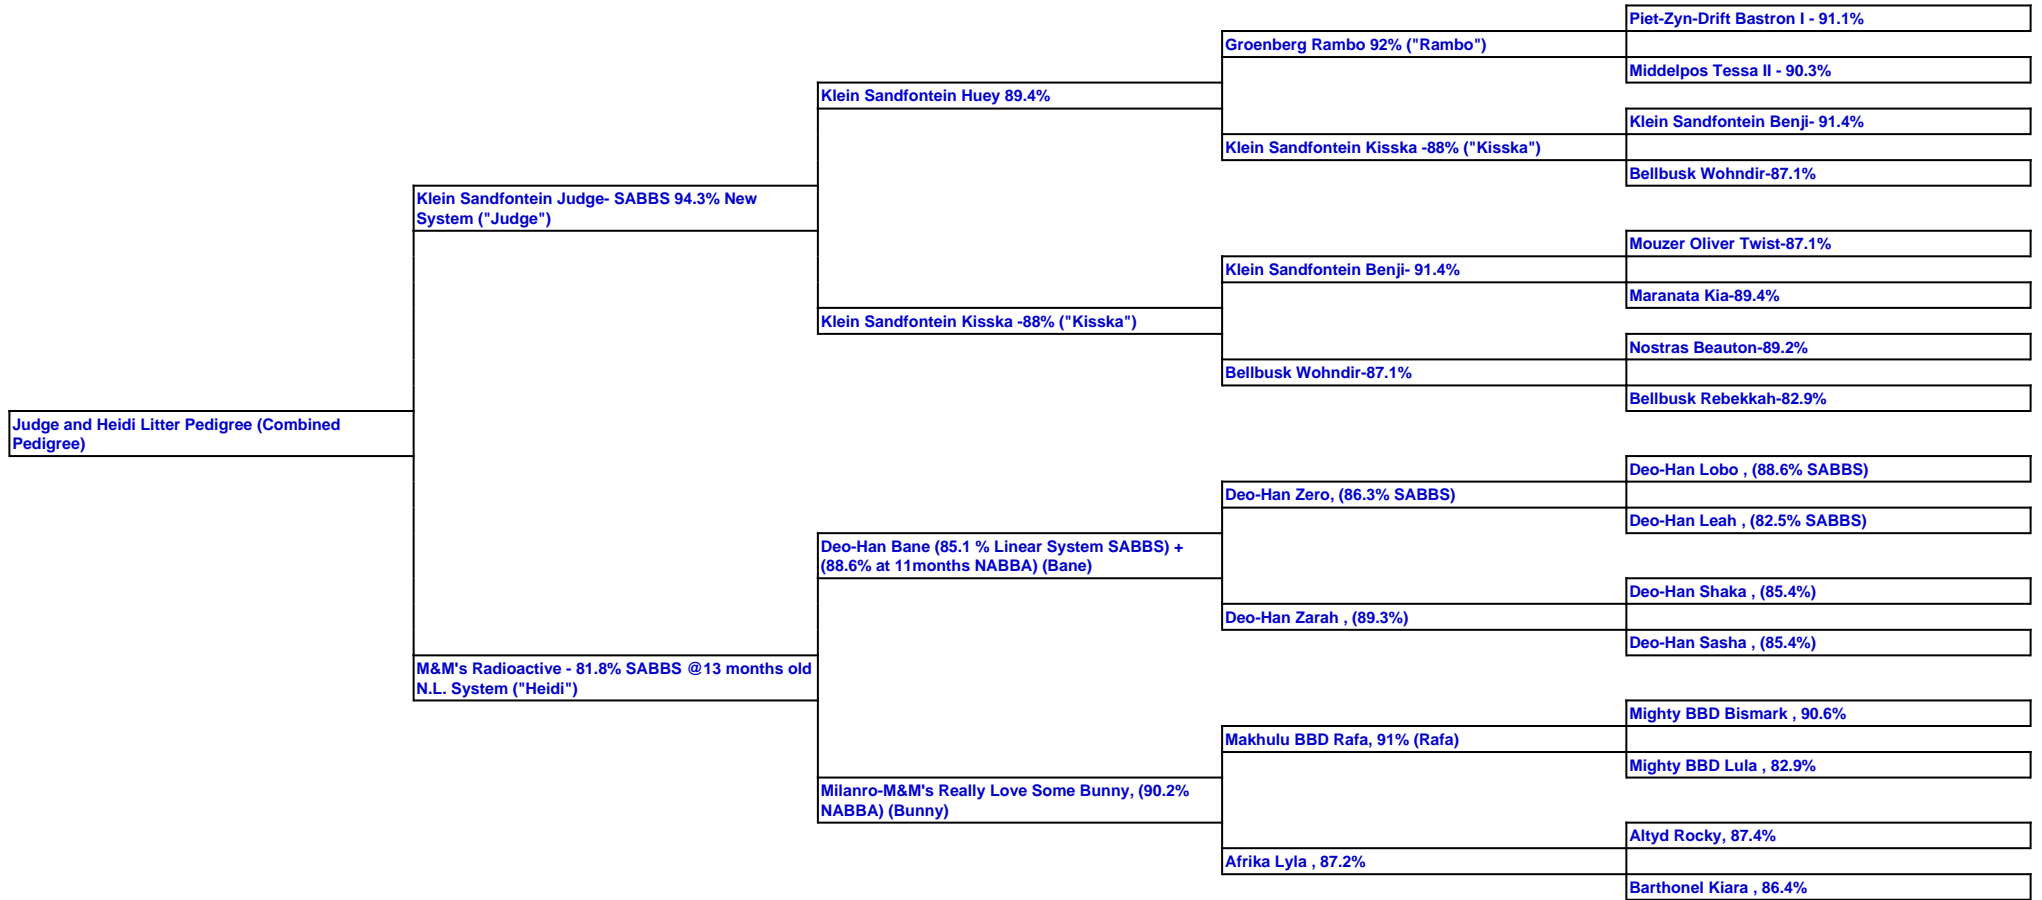 Piet-Zyn-Drift Bastron I - 91.1%
Groenberg Rambo 92% ("Rambo")
Middelpos Tessa II - 90.3%
Klein Sandfontein Huey 89.4%
Klein Sandfontein Benji- 91.4%
Klein Sandfontein Kisska -88% ("Kisska")
Bellbusk Wohndir-87.1%
Klein Sandfontein Judge- SABBS 94.3% New
System ("Judge")
Mouzer Oliver Twist-87.1%
Klein Sandfontein Benji- 91.4%
Maranata Kia-89.4%
Klein Sandfontein Kisska -88% ("Kisska")
Nostras Beauton-89.2%
Bellbusk Wohndir-87.1%
Bellbusk Rebekkah-82.9%
Judge and Heidi Litter Pedigree (Combined
Pedigree)
Deo-Han Lobo , (88.6% SABBS)
Deo-Han Zero, (86.3% SABBS)
Deo-Han Leah , (82.5% SABBS)
Deo-Han Bane (85.1 % Linear System SABBS) +
(88.6% at 11months NABBA) (Bane)
Deo-Han Shaka , (85.4%)
Deo-Han Zarah , (89.3%)
Deo-Han Sasha , (85.4%)
M&M's Radioactive - 81.8% SABBS @13 months old
N.L. System ("Heidi")
Mighty BBD Bismark , 90.6%
Makhulu BBD Rafa, 91% (Rafa)
Mighty BBD Lula , 82.9%
Milanro-M&M's Really Love Some Bunny, (90.2%
NABBA) (Bunny)
Altyd Rocky, 87.4%
Afrika Lyla , 87.2%
Barthonel Kiara , 86.4%